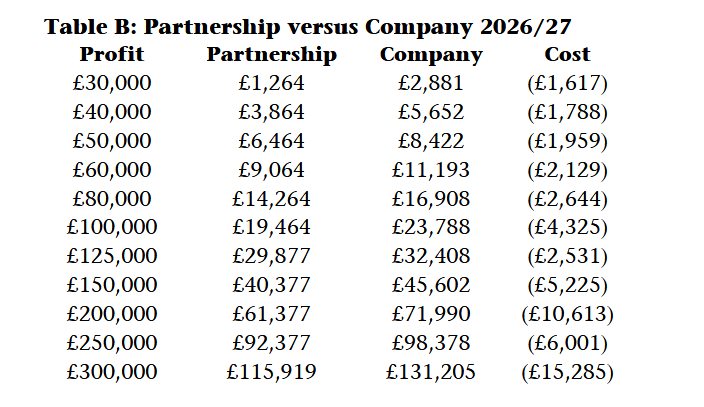 Table B: Partnership versus Company 2026/27
Profit Partnership Company Cost
£30,000 £1,264 £2,881 (£1,617)
£40,000 £3,864 £5,652 (£1,788)
£50,000 £6,464 £8,422 (£1,959)
£60,000 £9,064 £11,193 (£2,129)
£80,000 £14,264 £16,908 (£2,644)
£100,000 £19,464 £23,788 (£4,325)
£125,000 £29,877 £32,408 (£2,531)
£150,000 £40,377 £45,602 (£5,225)
£200,000 £61,377 £71,990 (£10,613)
£250,000 £92,377 £98,378 (£6,001)
£300,000 £115,919 £131,205 (£15,285)